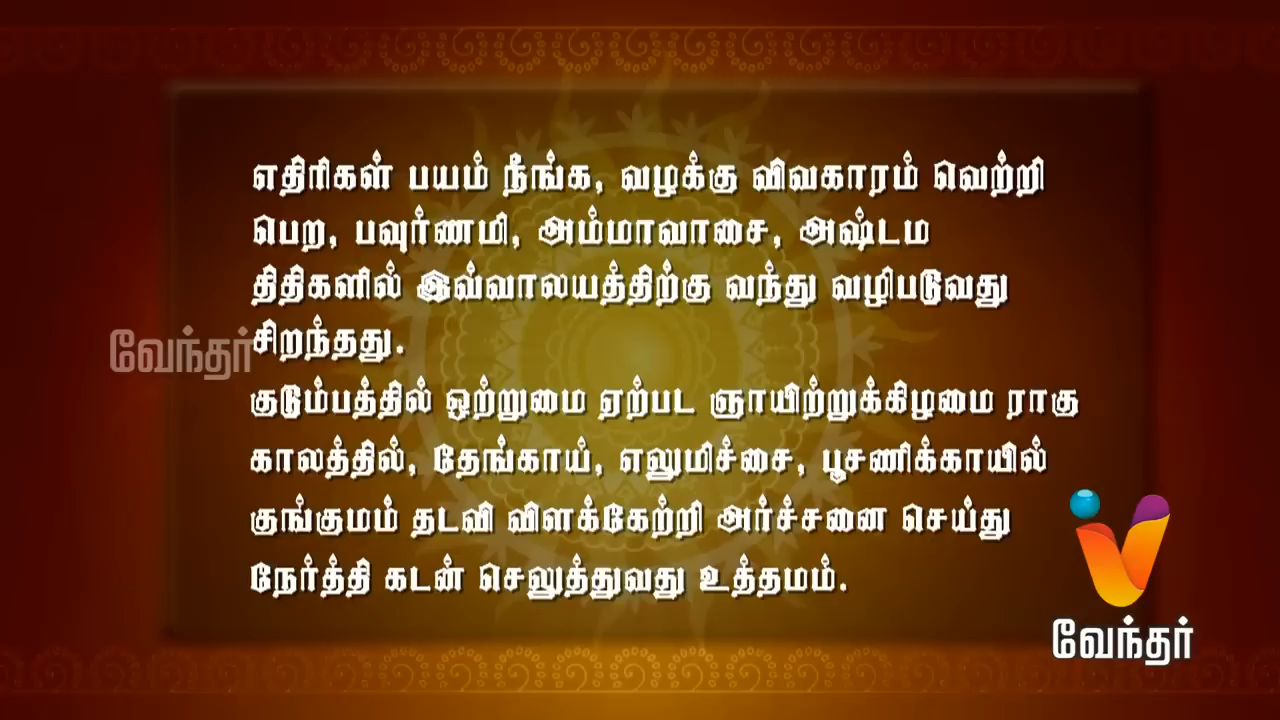 எதிரிகள் பயம் நீங்க, வழக்கு விவகாரம் வெற்றி
பெற, பவுர்ணமி, அம்மாவாசை, அஷ்டம
திதிகளில் இவ்வாலயத்திற்கு வந்து வழிபடுவது
வேந்தர்
சிறந்தது.
குடும்பத்தில் ஒற்றுமை ஏற்பட ஞாயிற்றுக்கிழமை ராகு
காலத்தில், தேங்காய், எலுமிச்சை, பூசணிக்காயில்
குங்குமம் தடவி விளக்கேற்றி அர்ச்சனை செய்து
நேர்த்தி கடன் செலுத்துவது உத்தமம்.
வேந்தர்